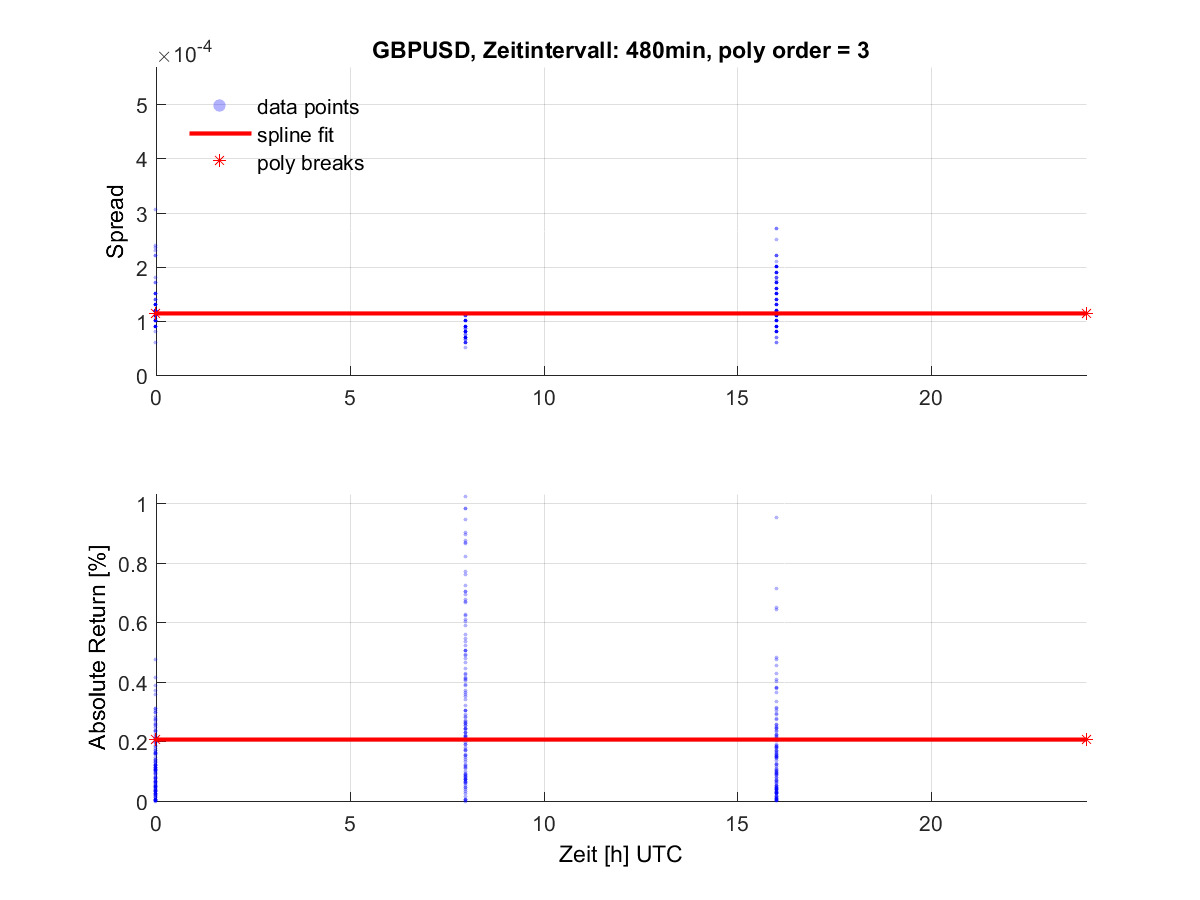 GBPUSD, Zeitintervall: 480min, poly order = 3
×10^-4
data points
spline fit
poly breaks
Spread
5
4
3
2
1
0
0 5 10 15 20
Absolute Return [%]
1
0.8
0.6
0.4
0.2
0
0 5 10 15 20
Zeit [h] UTC